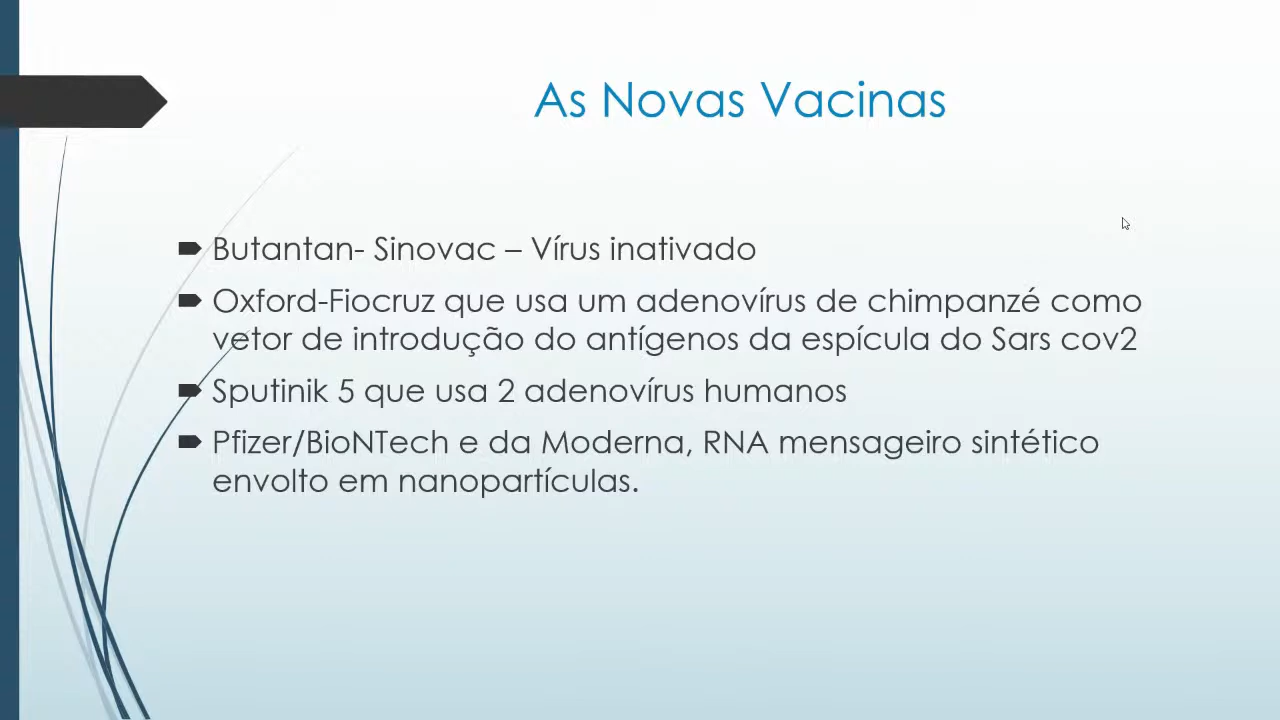 As Novas Vacinas
Butantan- Sinovac – Vírus inativado
Oxford-Fiocruz que usa um adenovírus de chimpanzé como
vetor de introdução do antígenos da espícula do Sars cov2
Sputinik 5 que usa 2 adenovírus humanos
Pfizer/BioNTech e da Moderna, RNA mensageiro sintético
envolto em nanopartículas.